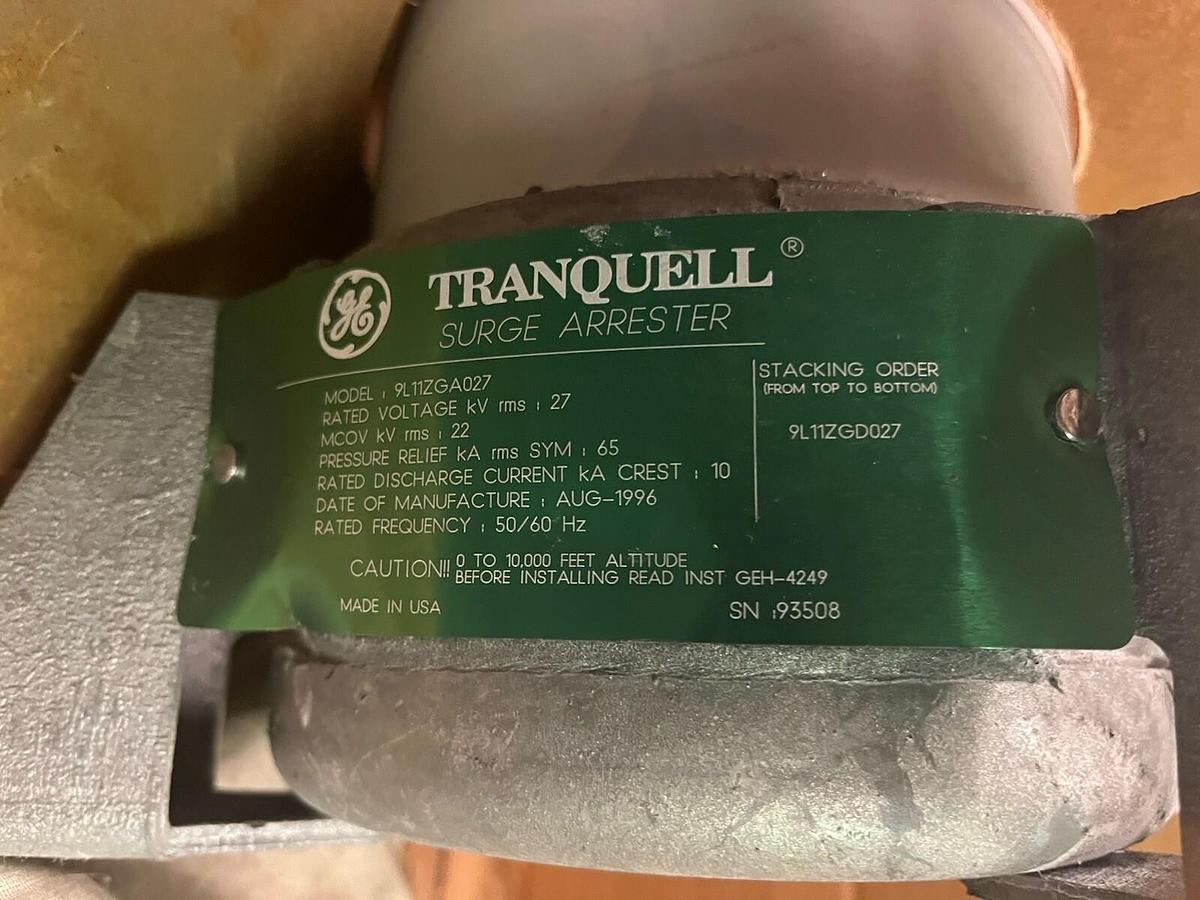 GE
TRANQUELL ®
SURGE ARRESTER
MODEL : 9L11ZGA027
RATED VOLTAGE kV rms : 27
MCOV kV rms : 22
PRESSURE RELIEF kA rms SYM : 65
RATED DISCHARGE CURRENT kA CREST : 10
DATE OF MANUFACTURE : AUG-1996
RATED FREQUENCY : 50/60 Hz
STACKING ORDER
(FROM TOP TO BOTTOM)
9L11ZGD027
CAUTION!! 0 TO 10,000 FEET ALTITUDE
BEFORE INSTALLING READ INST GEH-4249
MADE IN USA
SN :93508